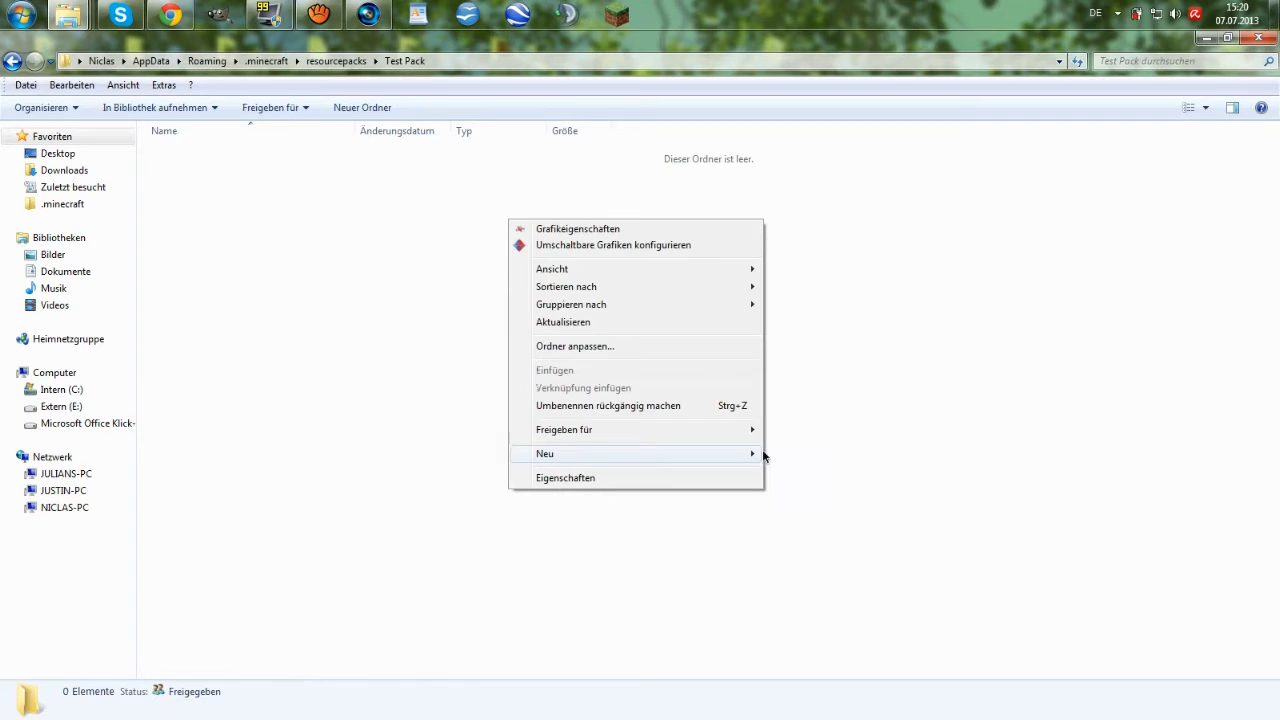 99
DE
15:20
07.07.2013
Niclas
AppData
Roaming
.minecraft
resourcepacks
Test Pack
Test Pack durchsuchen
Datei
Bearbeiten
Ansicht
Extras
?
Organisieren
In Bibliothek aufnehmen
Freigeben für
Neuer Ordner
Name
Änderungsdatum
Typ
Größe
Dieser Ordner ist leer.
Favoriten
Desktop
Downloads
Zuletzt besucht
.minecraft
Bibliotheken
Bilder
Dokumente
Musik
Videos
Heimnetzgruppe
Computer
Intern (C:)
Extern (E:)
Microsoft Office Klick-
Netzwerk
JULIANS-PC
JUSTIN-PC
NICLAS-PC
Grafikeigenschaften
Umschaltbare Grafiken konfigurieren
Ansicht
Sortieren nach
Gruppieren nach
Aktualisieren
Ordner anpassen...
Einfügen
Verknüpfung einfügen
Umbenennen rückgängig machen Strg+Z
Freigeben für
Neu
Eigenschaften
0 Elemente Status: Freigegeben